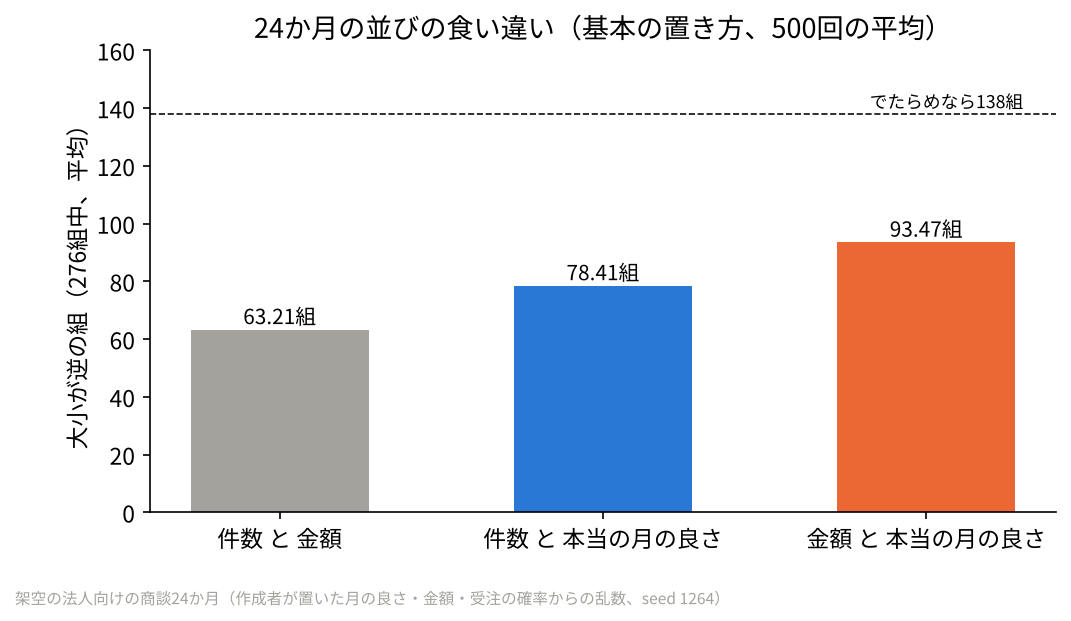 24か月の並びの食い違い（基本の置き方、500回の平均）
大小が逆の組（276組中、平均）
160
140
120
100
80
60
40
20
0
でたらめなら138組
63.21組
78.41組
93.47組
件数 と 金額
件数 と 本当の月の良さ
金額 と 本当の月の良さ
架空の法人向けの商談24か月（作成者が置いた月の良さ・金額・受注の確率からの乱数、seed 1264）